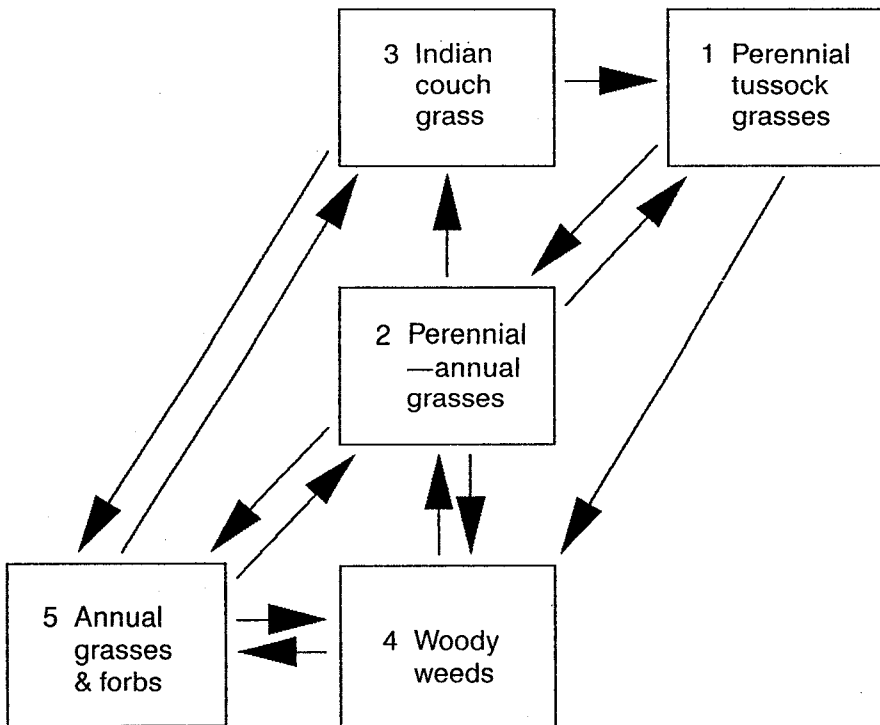 3 Indian
couch
grass
1 Perennial
tussock
grasses
2 Perennial
—annual
grasses
5 Annual
grasses
& forbs
4 Woody
weeds